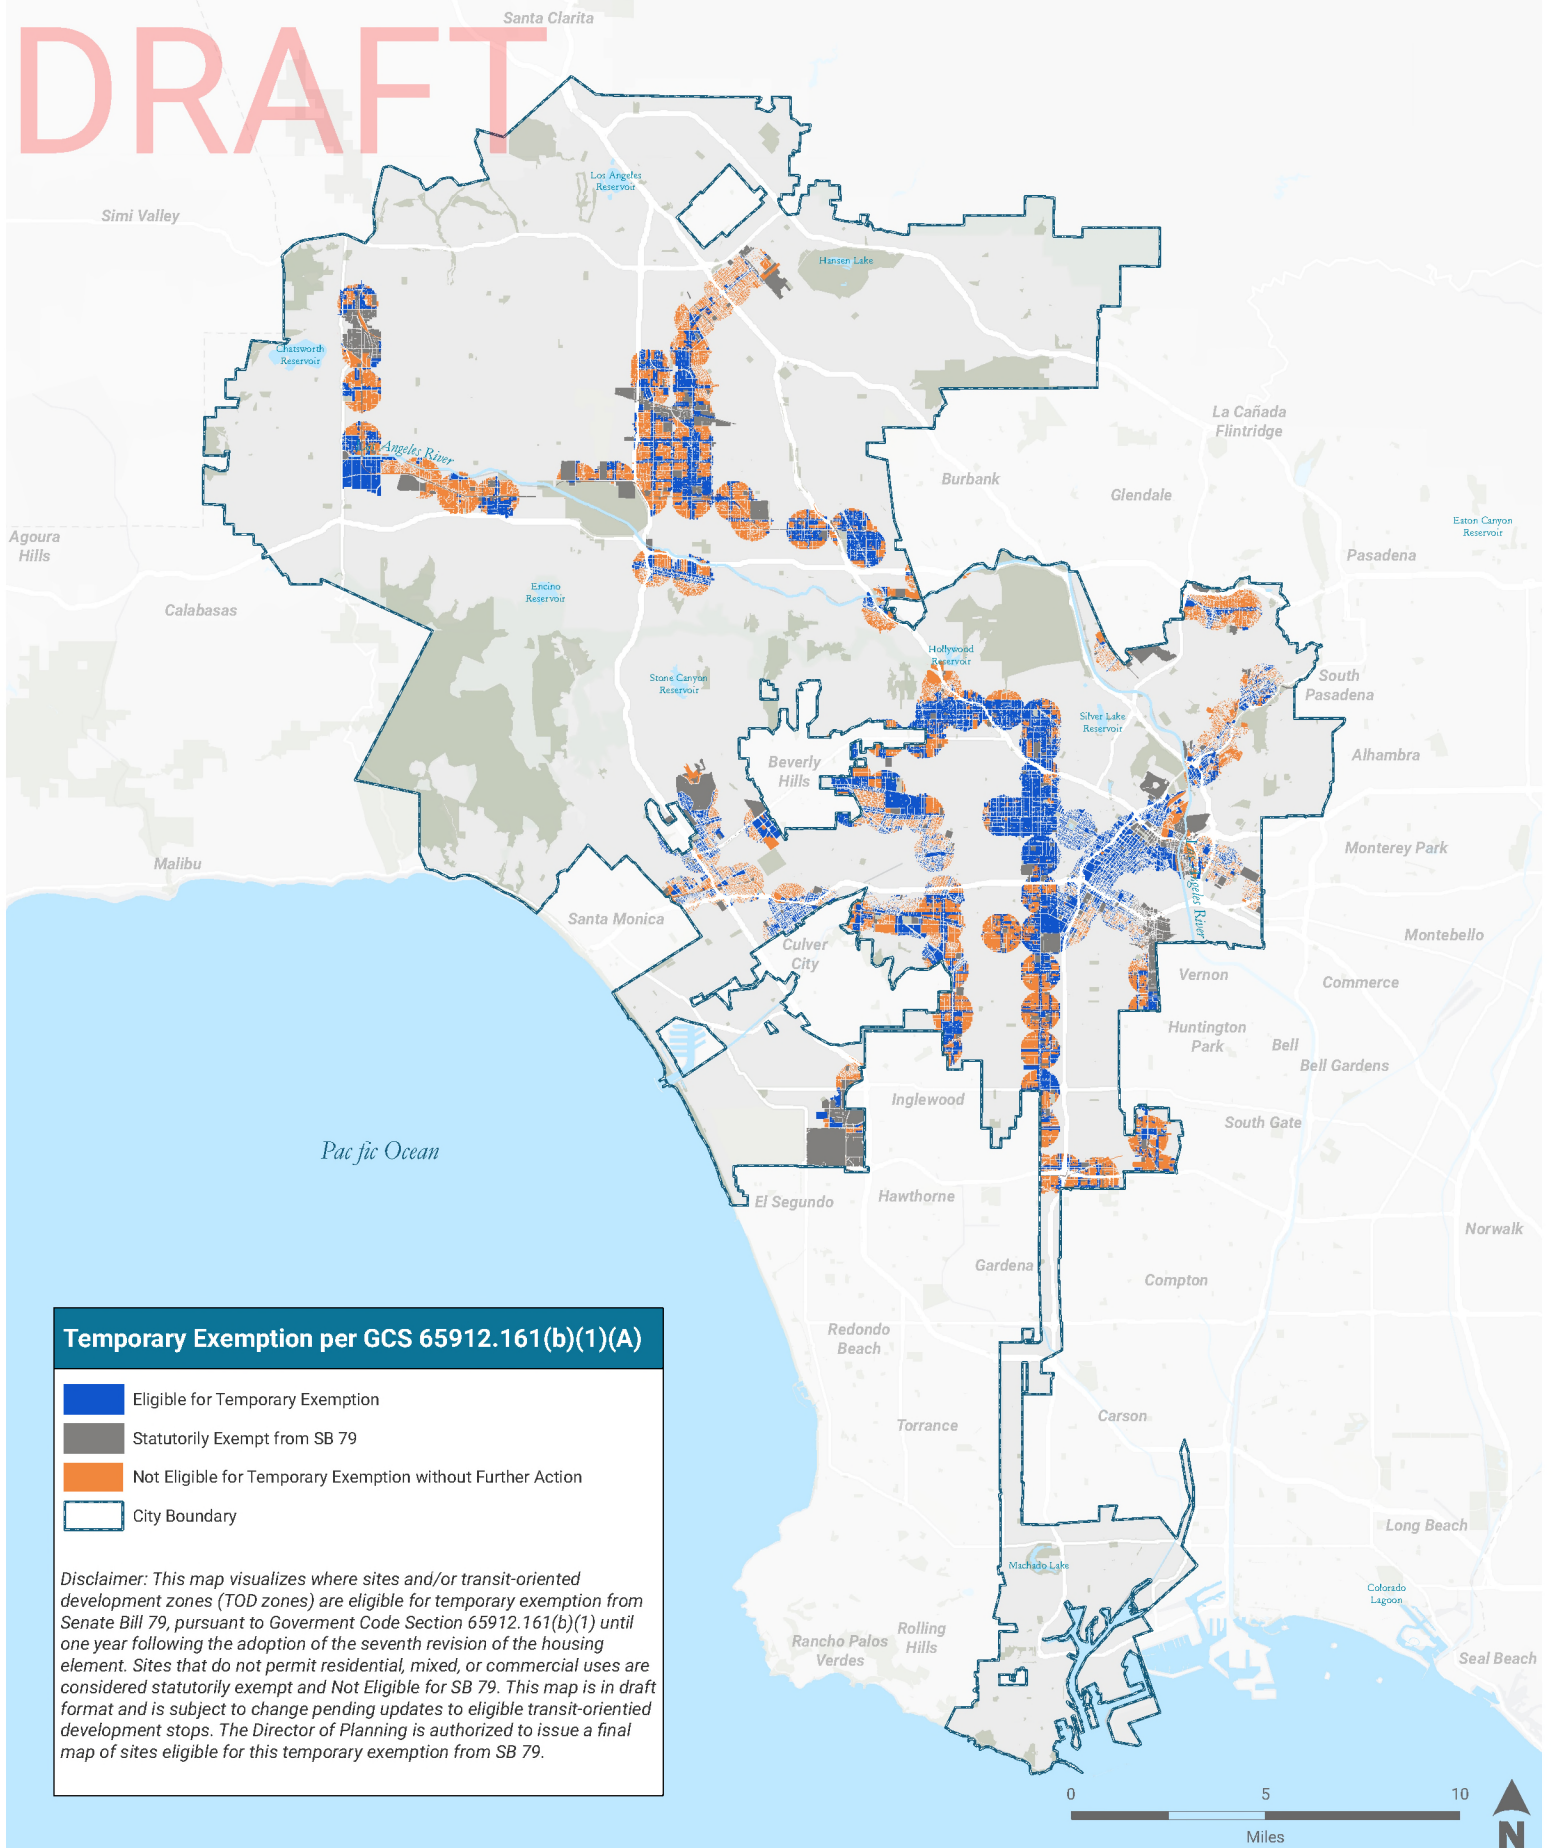 DRAFT
Santa Clarita
Los Angeles
Reservoir
Simi Valley
Hansen Lake
Chatsworth
Reservoir
La Cañada
Flintridge
Angeles River
Burbank
Glendale
Eaton Canyon
Reservoir
Agoura
Hills
Pasadena
Encino
Reservoir
Calabasas
Hollywood
Reservoir
Stone Canyon
Reservoir
South
Pasadena
Silver Lake
Reservoir
Alhambra
Beverly
Hills
Monterey Park
Malibu
Angeles River
Santa Monica
Culver
City
Montebello
Vernon
Commerce
Huntington
Park
Bell
Bell Gardens
Inglewood
South Gate
Pac fic Ocean
El Segundo
Hawthorne
Norwalk
Gardena
Compton
Temporary Exemption per GCS 65912.161(b)(1)(A)
Eligible for Temporary Exemption
Statutorily Exempt from SB 79
Not Eligible for Temporary Exemption without Further Action
City Boundary
Disclaimer: This map visualizes where sites and/or transit-oriented
development zones (TOD zones) are eligible for temporary exemption from
Senate Bill 79, pursuant to Goverment Code Section 65912.161(b)(1) until
one year following the adoption of the seventh revision of the housing
element. Sites that do not permit residential, mixed, or commercial uses are
considered statutorily exempt and Not Eligible for SB 79. This map is in draft
format and is subject to change pending updates to eligible transit-orientied
development stops. The Director of Planning is authorized to issue a final
map of sites eligible for this temporary exemption from SB 79.
Redondo
Beach
Torrance
Carson
Long Beach
Machado Lake
Colorado
Lagoon
Rancho Palos
Verdes
Rolling
Hills
Seal Beach
0 5 10
Miles
N